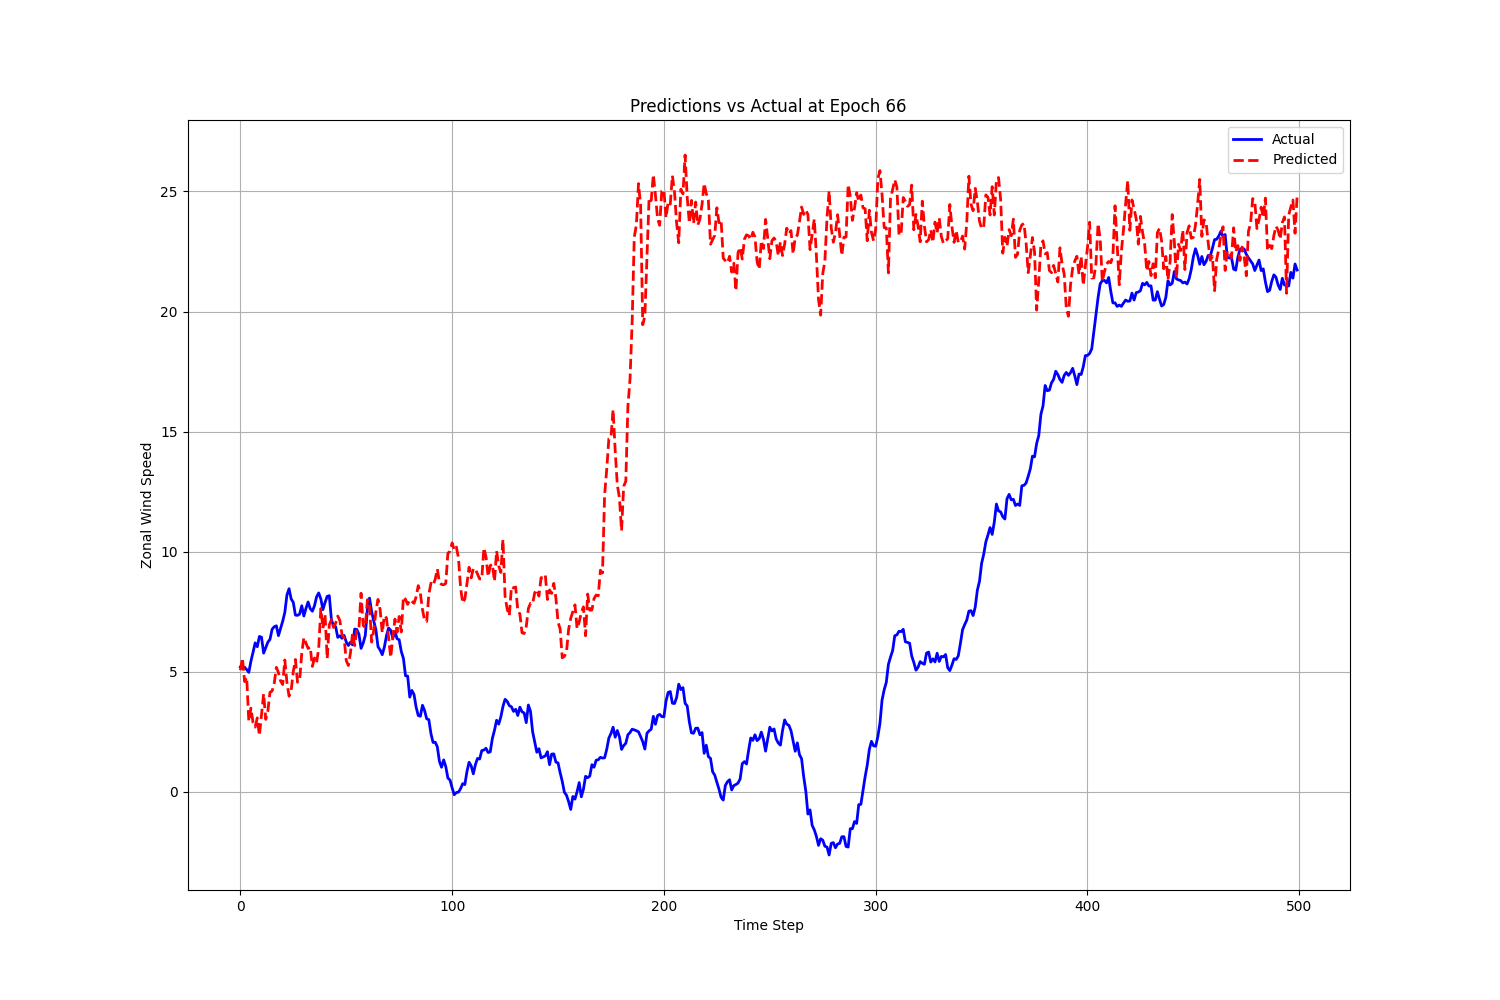 Predictions vs Actual at Epoch 66
Actual
Predicted
Zonal Wind Speed
25
20
15
10
5
0
0 100 200 300 400 500
Time Step